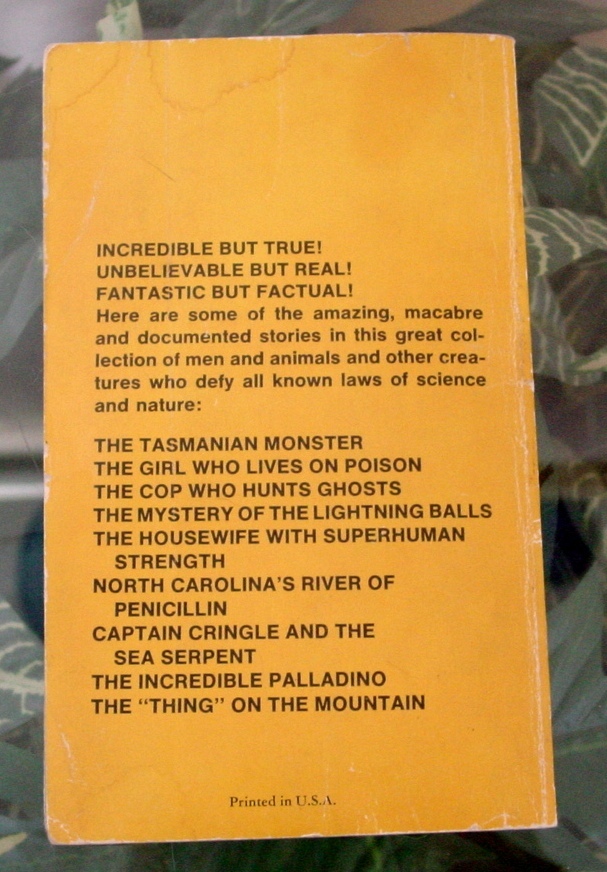 INCREDIBLE BUT TRUE!
UNBELIEVABLE BUT REAL!
FANTASTIC BUT FACTUAL!
Here are some of the amazing, macabre
and documented stories in this great col-
lection of men and animals and other crea-
tures who defy all known laws of science
and nature:
THE TASMANIAN MONSTER
THE GIRL WHO LIVES ON POISON
THE COP WHO HUNTS GHOSTS
THE MYSTERY OF THE LIGHTNING BALLS
THE HOUSEWIFE WITH SUPERHUMAN
STRENGTH
NORTH CAROLINA'S RIVER OF
PENICILLIN
CAPTAIN CRINGLE AND THE
SEA SERPENT
THE INCREDIBLE PALLADINO
THE “THING” ON THE MOUNTAIN
Printed in U.S.A.